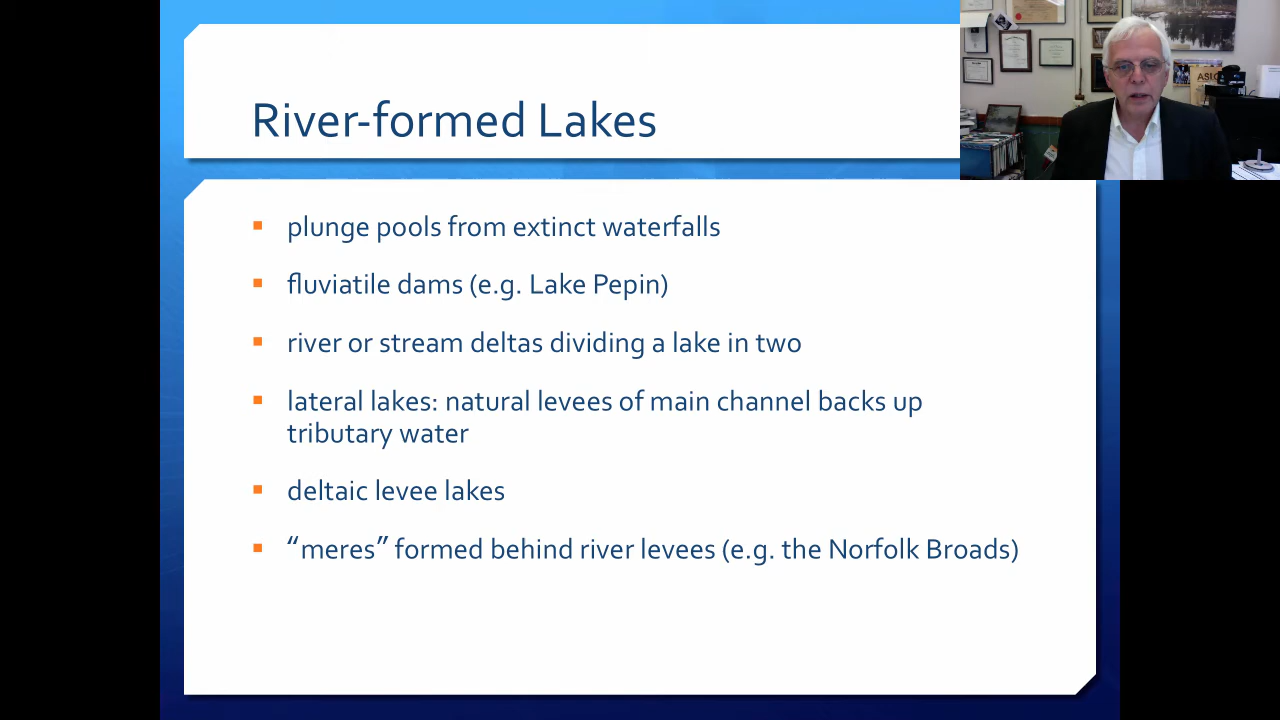 River-formed Lakes
plunge pools from extinct waterfalls
fluviatile dams (e.g. Lake Pepin)
river or stream deltas dividing a lake in two
lateral lakes: natural levees of main channel backs up
tributary water
deltaic levee lakes
“meres” formed behind river levees (e.g. the Norfolk Broads)